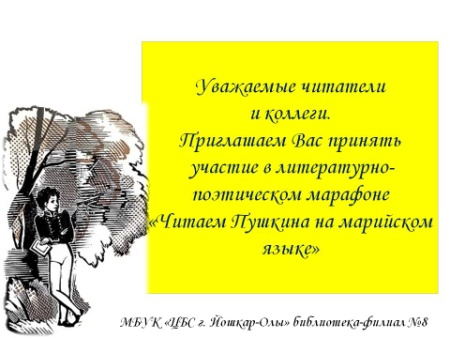 Уважаемые читатели
и коллеги.
Приглашаем Вас принять
участие в литературно-
поэтическом марафоне
«Читаем Пушкина на марийском
языке»
МБУК «ЦБС г. Йошкар-Олы» библиотека-филиал №8